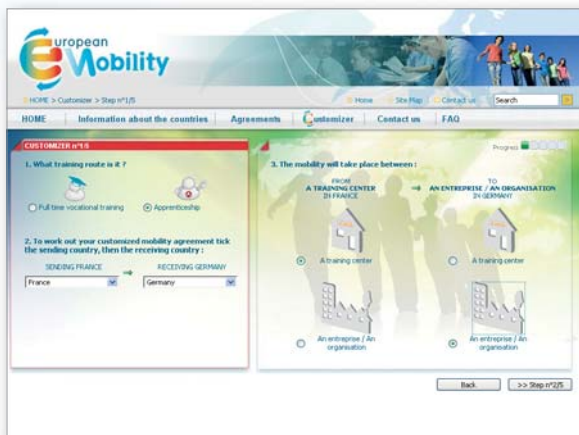 European
Mobility
HOME > Customizer > Step n°1/5
Home
Site Map
Contact us
Search
HOME
Information about the countries
Agreements
Customizer
Contact us
FAQ
CUSTOMIZER n°1/5
Progress
1. What training route is it ?
Full time vocational training
Apprenticeship
2. To work out your customized mobility agreement tick
the sending country, then the receiving country :
SENDING FRANCE
RECEIVING GERMANY
France
Germany
3. The mobility will take place between :
FROM
A TRAINING CENTER
IN FRANCE
TO
AN ENTREPRISE / AN ORGANISATION
IN GERMANY
A training center
A training center
An entreprise / An
organisation
An entreprise / An
organisation
Back
>> Step n°2/5